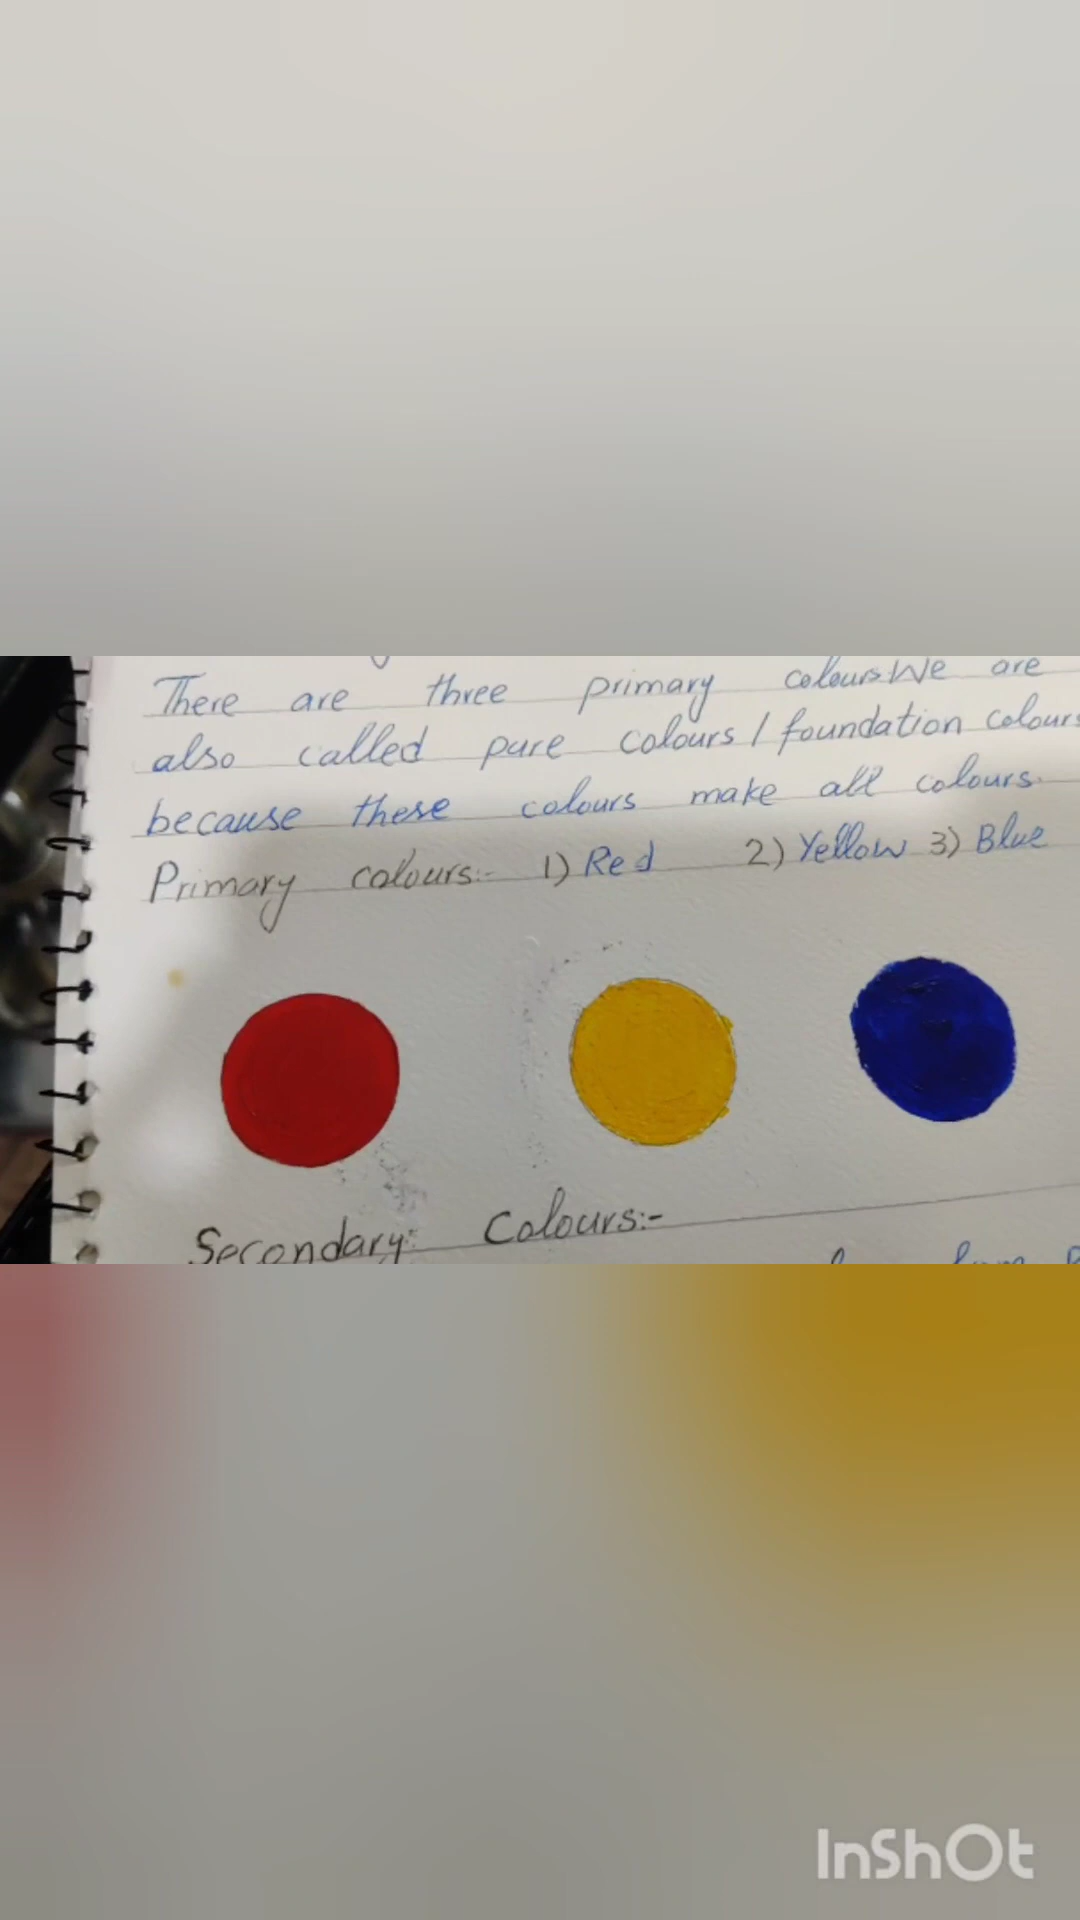 There are three primary colours We are
also called pure colours / foundation colours
because these colours make all colours.
Primary colours:- 1) Red 2) Yellow 3) Blue
Secondary: Colours:-
InShOt